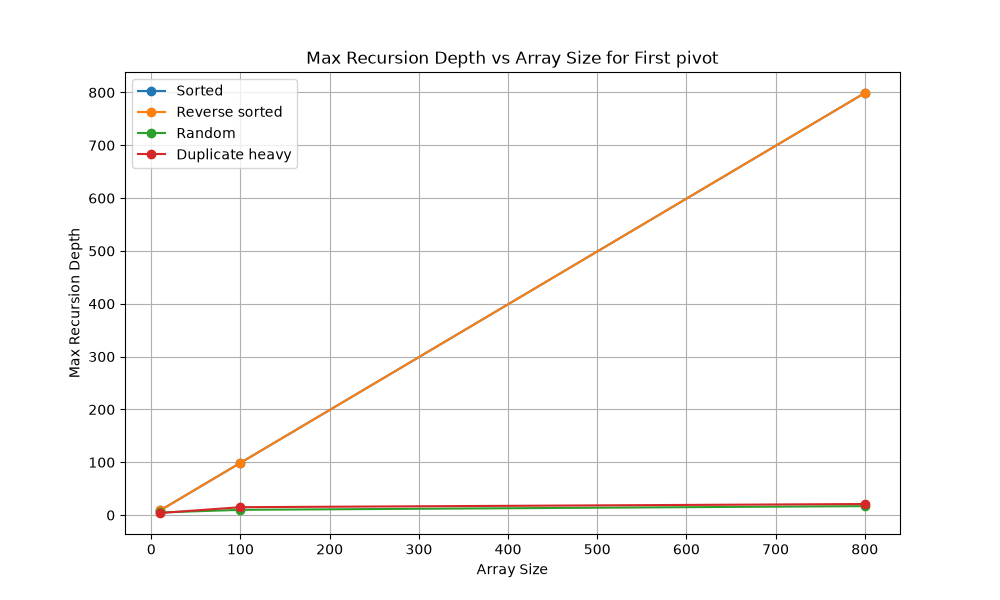 Max Recursion Depth vs Array Size for First pivot
Sorted
Reverse sorted
Random
Duplicate heavy
Max Recursion Depth
800
700
600
500
400
300
200
100
0
0 100 200 300 400 500 600 700 800
Array Size